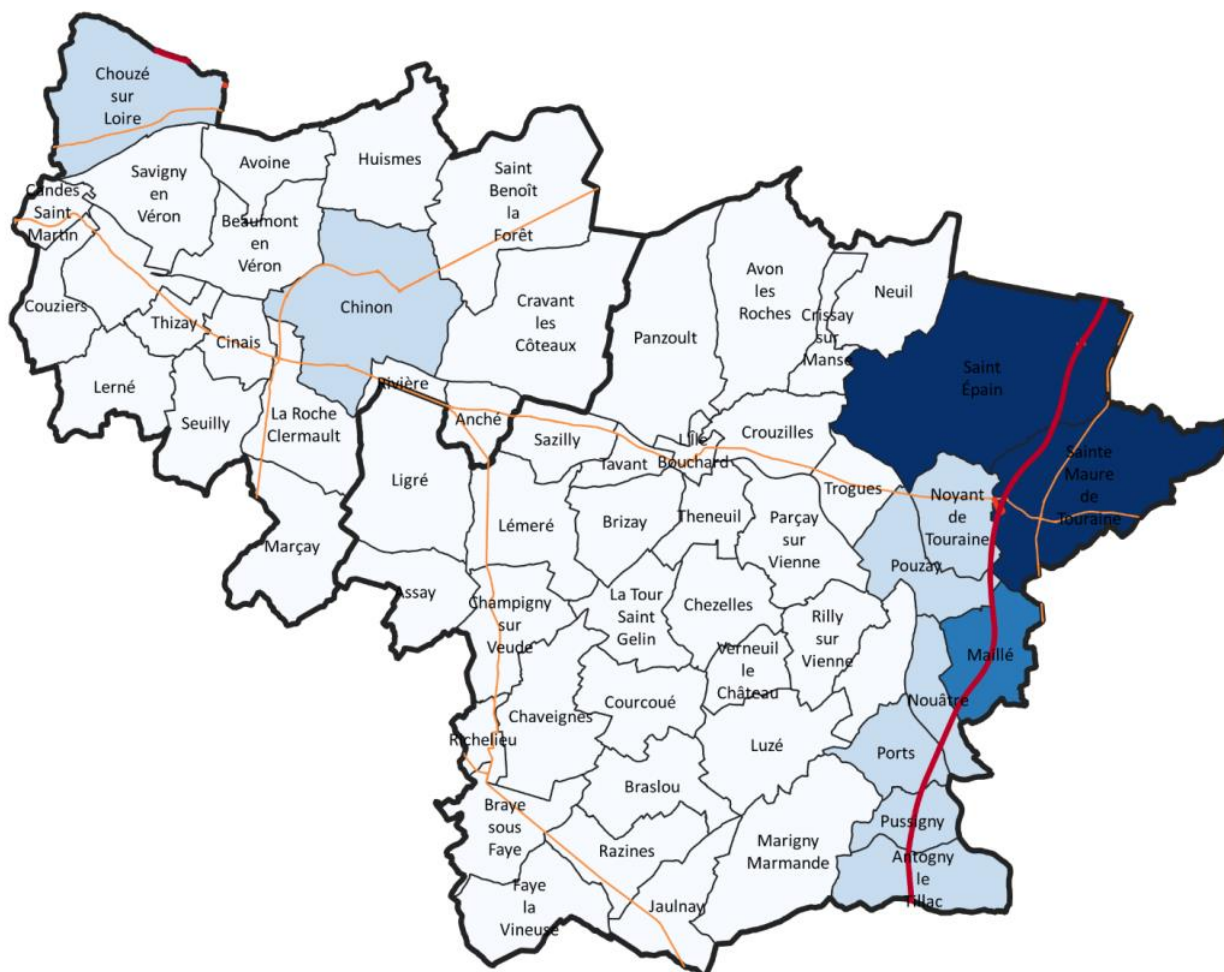 Chouzé
sur
Loire
Avoine
Huismes
Savigny
en
Véron
Saint
Benoît
la
Forêt
Candes
Saint
Martin
Beaumont
en
Véron
Couziers
Thizay
Cinais
Chinon
Cravant
les
Côteaux
Panzoult
Avon
les
Roches
Crissay
sur
Manse
Neuil
Saint
Épain
Lerné
Seuilly
La Roche
Clermault
Rivière
Anché
Sazilly
Tavant
L'Île
Bouchard
Crouzilles
Trogues
Noyant
de
Touraine
Sainte
Maure
de
Touraine
Marçay
Ligré
Lémeré
Brizay
Theneuil
Parçay
sur
Vienne
Pouzay
Assay
Champigny
sur
Veude
La Tour
Saint
Gelin
Chezelles
Rilly
sur
Vienne
Verneuil
le
Château
Maillé
Nouâtre
Richelieu
Chaveignes
Courcoué
Luzé
Ports
Braye
sous
Faye
Braslou
Razines
Marigny
Marmande
Pussigny
Antogny
le
Tillac
Faye
la
Vineuse
Jaulnay